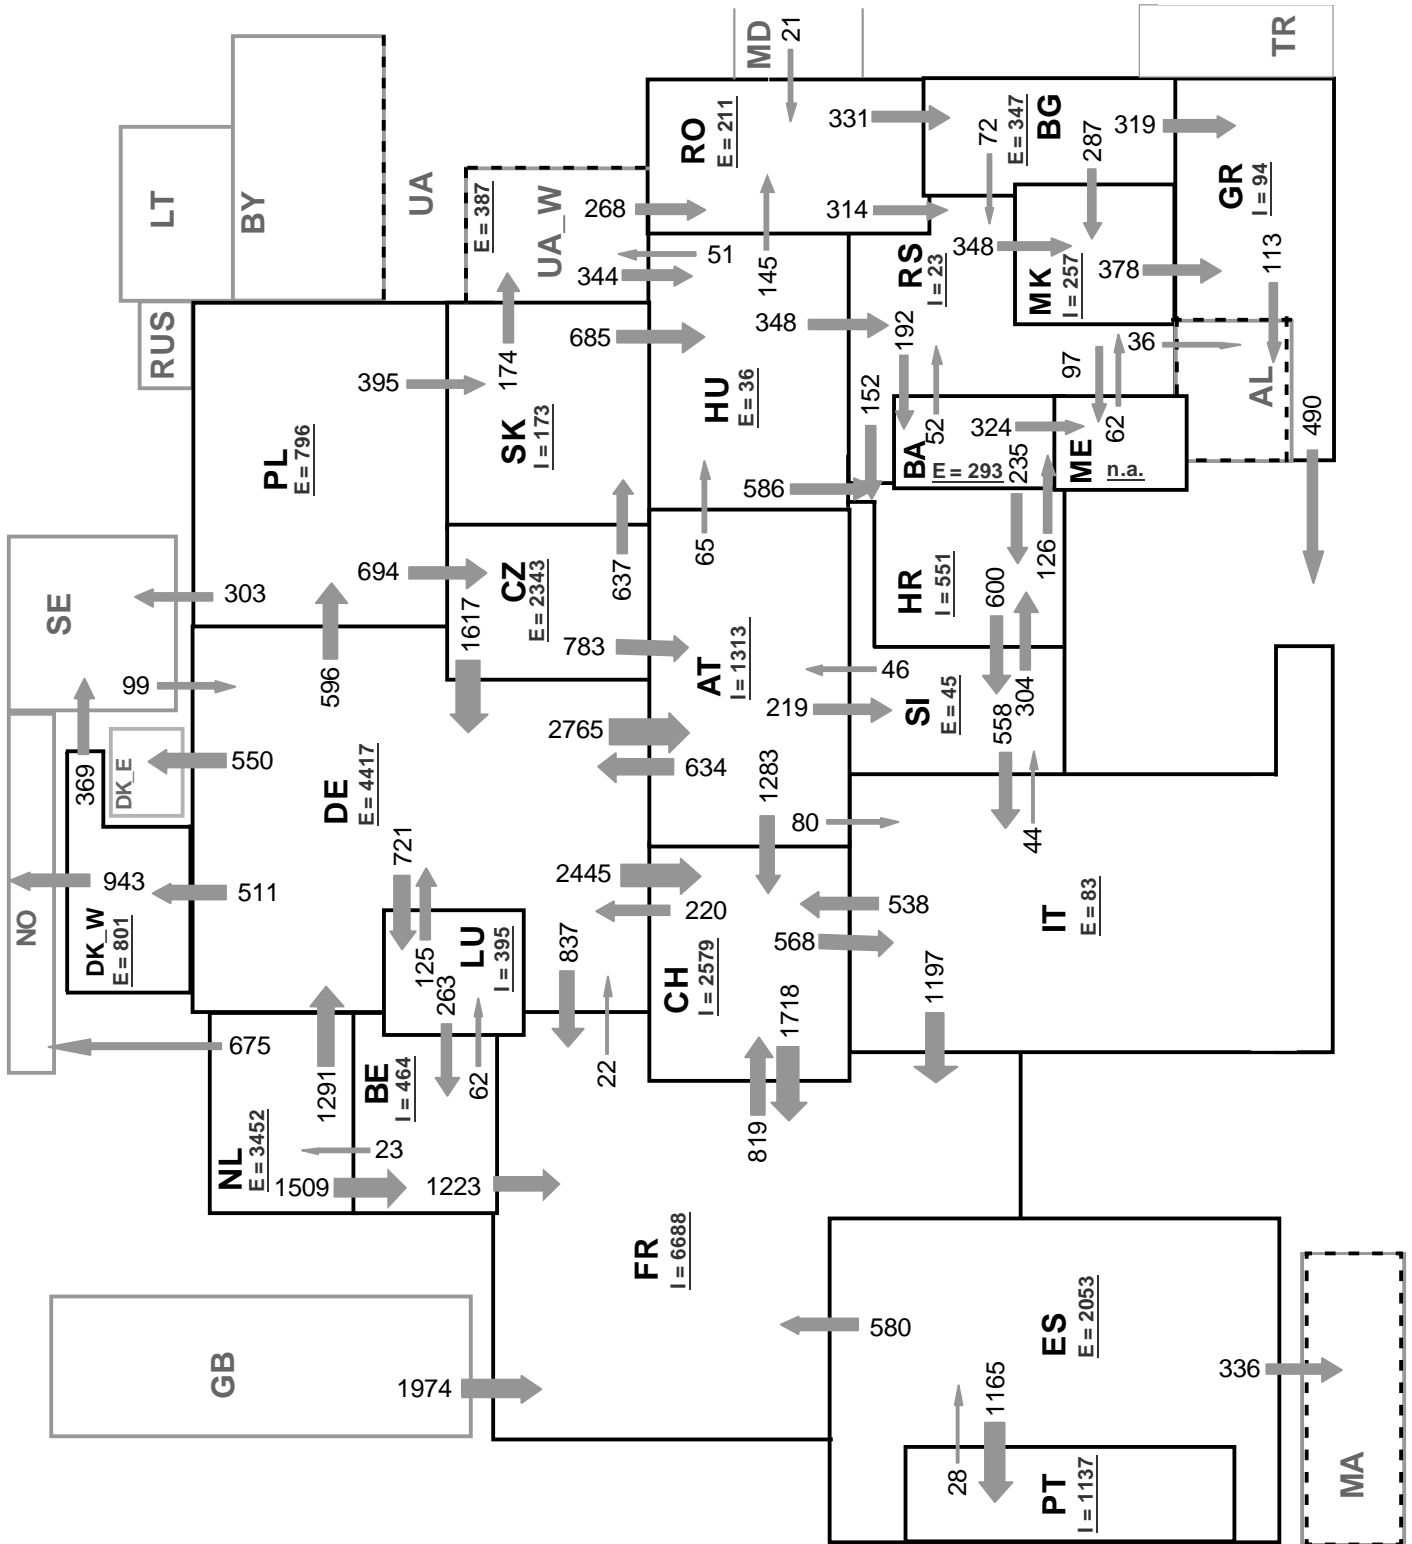 MD
21
TR
BY
LT
UA
RUS
E = 387
UA_W
RO
E = 211
331
BG
E = 347
72
287
319
GR
I = 94
268
314
51
344
145
RS
I = 23
348
MK
I = 257
378
113
685
348
192
36
AL
395
174
SK
I = 173
HU
E = 36
152
52
97
62
490
PL
E = 796
BA
E = 293
324
235
ME
n.a.
586
694
CZ
E = 2343
637
65
HR
I = 551
600
126
SE
303
596
1617
783
AT
I = 1313
46
219
SI
E = 45
558
304
99
369
DK_E
550
DE
E = 4417
2765
634
1283
80
44
NO
943
DK_W
E = 801
511
721
125
LU
I = 395
263
2445
220
837
CH
I = 2579
538
568
IT
E = 83
1197
675
1291
BE
I = 464
62
22
819
1718
NL
E = 3452
23
1509
1223
FR
I = 6688
GB
1974
580
ES
E = 2053
336
MA
28
1165
PT
I = 1137